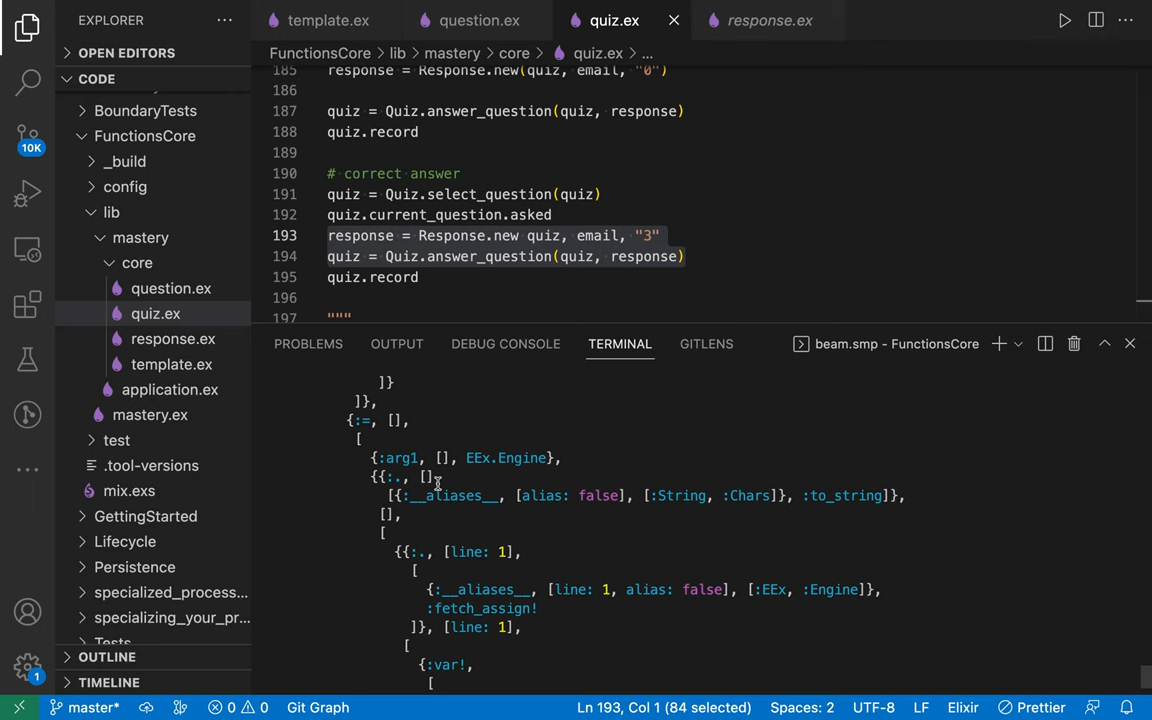 EXPLORER
template.ex
question.ex
quiz.ex
response.ex
OPEN EDITORS
FunctionsCore > lib > mastery > core > quiz.ex > ...
CODE
BoundaryTests
FunctionsCore
_build
config
lib
mastery
core
question.ex
quiz.ex
response.ex
template.ex
application.ex
mastery.ex
test
.tool-versions
mix.exs
GettingStarted
Lifecycle
Persistence
specialized_process...
specializing_your_pr...
Tests
OUTLINE
TIMELINE
10K
1
185 response = Response.new(quiz, email, "0")
186
187 quiz = Quiz.answer_question(quiz, response)
188 quiz.record
189
190 # correct answer
191 quiz = Quiz.select_question(quiz)
192 quiz.current_question.asked
193 response = Response.new quiz, email, "3"
194 quiz = Quiz.answer_question(quiz, response)
195 quiz.record
196
197 """
PROBLEMS OUTPUT DEBUG CONSOLE TERMINAL GITLENS
beam.smp - FunctionsCore
]}
]},
{:=, [],
[
{:arg1, [], EEx.Engine},
{{:., [],
[{:__aliases__, [alias: false], [:String, :Chars]}, :to_string]},
[],
[
{{:., [line: 1],
[
{:__aliases__, [line: 1, alias: false], [:EEx, :Engine]},
:fetch_assign!
]}, [line: 1],
[
{:var!,
[
master* 0 0 Git Graph Ln 193, Col 1 (84 selected) Spaces: 2 UTF-8 LF Elixir Prettier